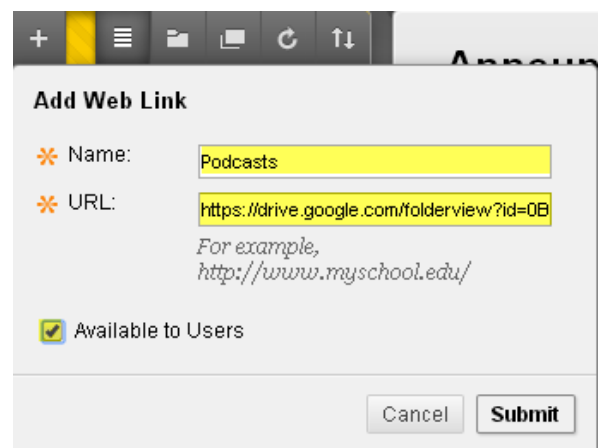 Add Web Link
Name:
Podcasts
URL:
https://drive.google.com/folderview?id=0B
For example,
http://www.myschool.edu/
Available to Users
Cancel
Submit